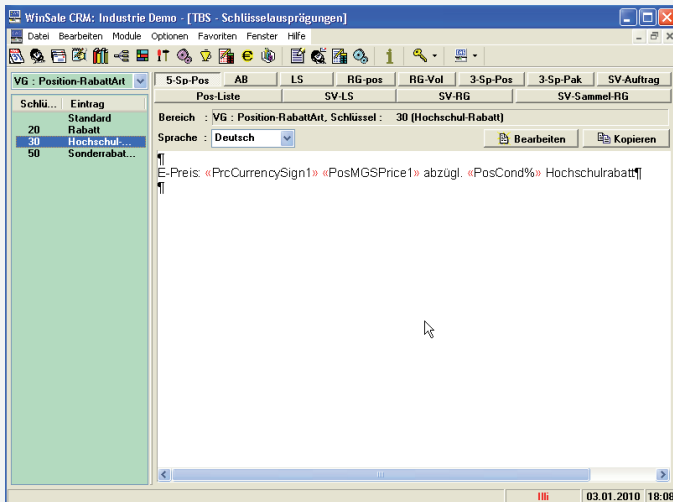 WinSale CRM: Industrie Demo - [TBS - Schlüsselausprägungen]
Datei Bearbeiten Module Optionen Favoriten Fenster Hilfe
VG : Position-RabattArt
Schlü... Eintrag
Standard
20 Rabatt
30 Hochschul-...
50 Sonderrabat...
5-Sp-Pos AB LS RG-pos RG-Vol 3-Sp-Pos 3-Sp-Pak SV-Auftrag
Pos-Liste SV-LS SV-RG SV-Sammel-RG
Bereich : VG : Position-RabattArt, Schlüssel : 30 (Hochschul-Rabatt)
Sprache : Deutsch Bearbeiten Kopieren
¶
E-Preis: «PrcCurrencySign1» «PosMGSPrice1» abzügl. «PosCond%» Hochschulrabatt¶
¶
03.01.2010 18:08